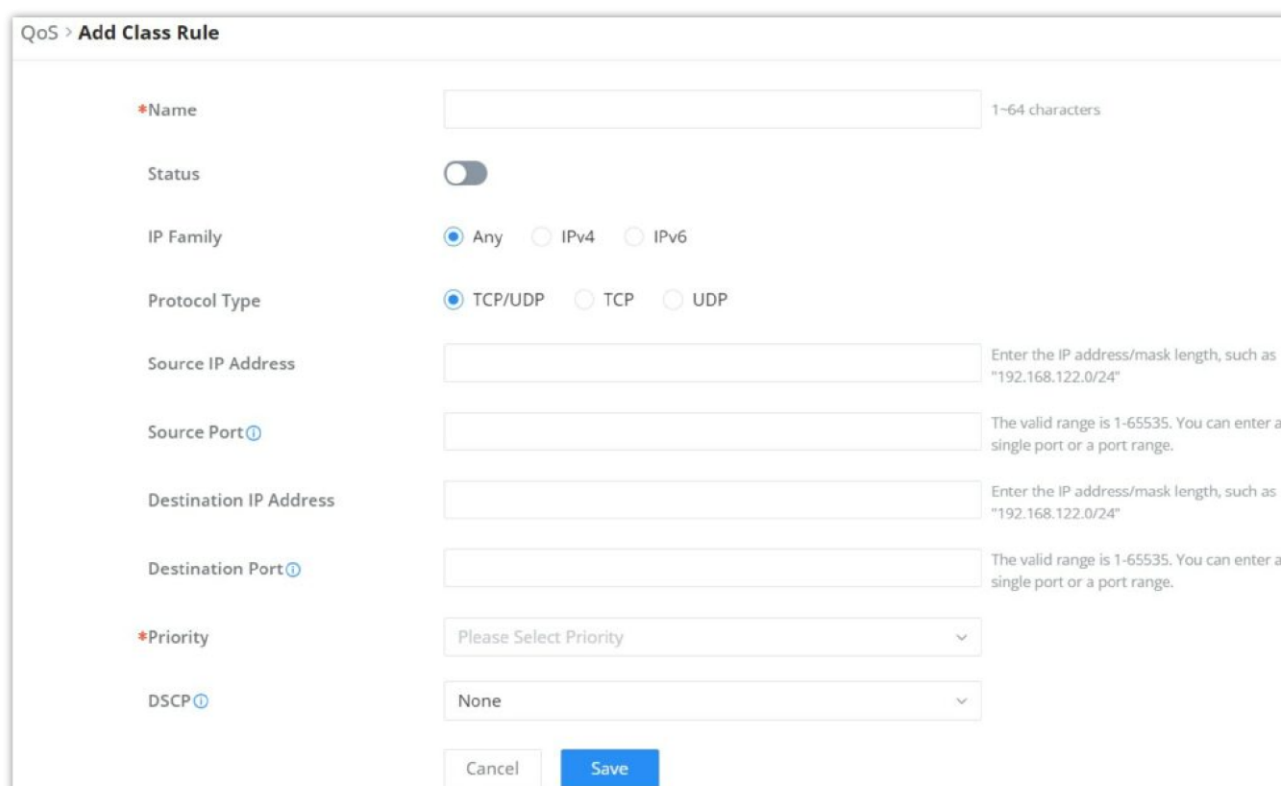 QoS > Add Class Rule
*Name 1~64 characters
Status
IP Family Any IPv4 IPv6
Protocol Type TCP/UDP TCP UDP
Source IP Address Enter the IP address/mask length, such as
"192.168.122.0/24"
Source Port The valid range is 1-65535. You can enter a
single port or a port range.
Destination IP Address Enter the IP address/mask length, such as
"192.168.122.0/24"
Destination Port The valid range is 1-65535. You can enter a
single port or a port range.
*Priority Please Select Priority
DSCP None
Cancel Save